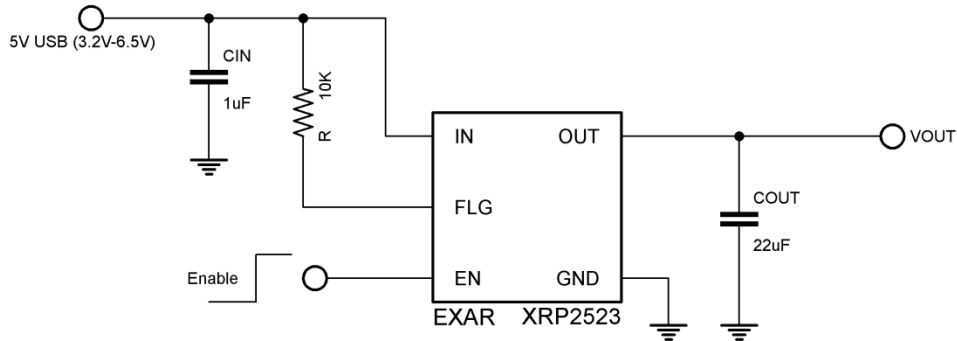 5V USB (3.2V-6.5V)
CIN
1uF
10K
R
IN
OUT
VOUT
FLG
COUT
22uF
Enable
EN
GND
EXAR XRP2523